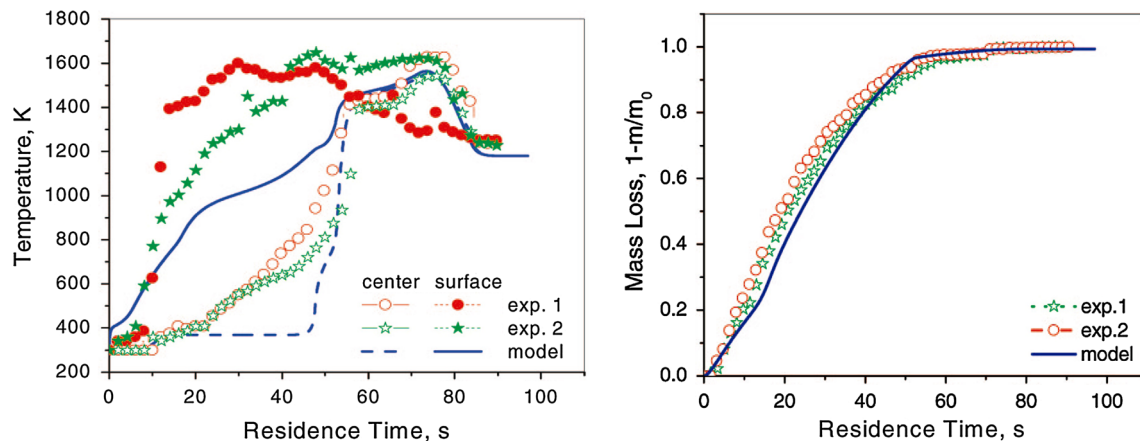 1800
1600
1400
1200
1000
800
600
400
200
Temperature, K
0 20 40 60 80 100
Residence Time, s
center surface
exp. 1
exp. 2
model
1.0
0.8
0.6
0.4
0.2
0.0
Mass Loss, 1-m/m₀
0 20 40 60 80 100
Residence Time, s
exp.1
exp.2
model